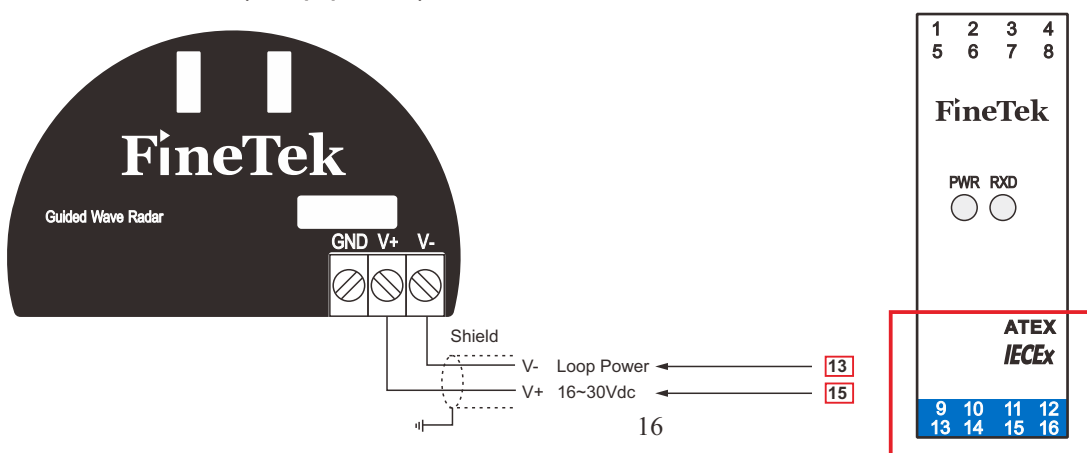 FineTek
Guided Wave Radar
GND V+ V-
Shield
V- Loop Power 13
V+ 16~30Vdc 15
16
1 2 3 4
5 6 7 8
FineTek
PWR RXD
ATEX
IECEx
9 10 11 12
13 14 15 16